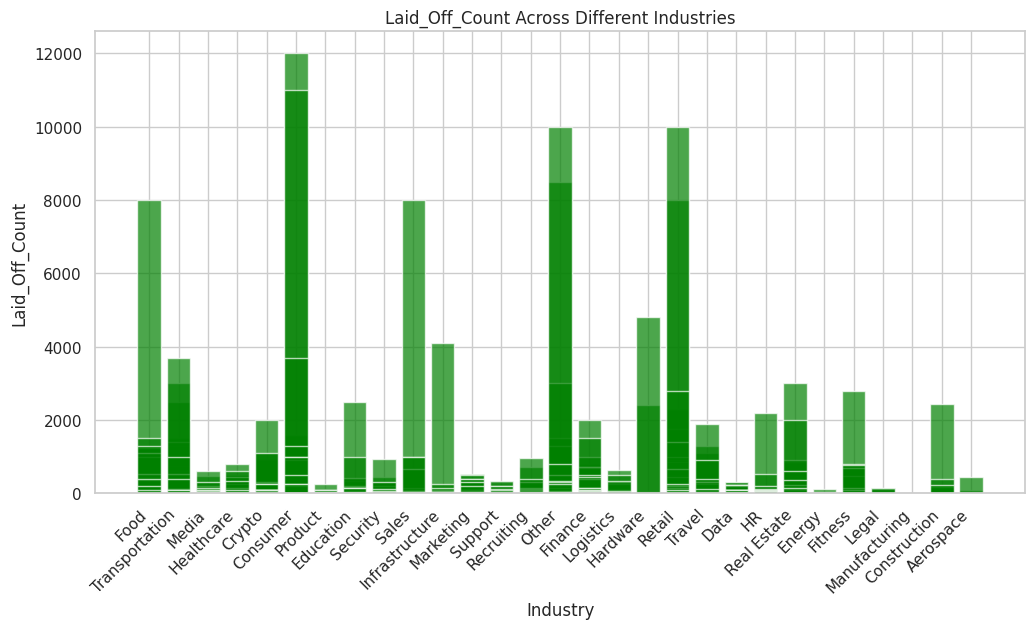 Laid_Off_Count Across Different Industries
Laid_Off_Count
12000
10000
8000
6000
4000
2000
0
Food
Transportation
Media
Healthcare
Crypto
Consumer
Product
Education
Security
Sales
Infrastructure
Marketing
Support
Recruiting
Other
Finance
Logistics
Hardware
Retail
Travel
Data
HR
Real Estate
Energy
Fitness
Legal
Manufacturing
Construction
Aerospace
Industry